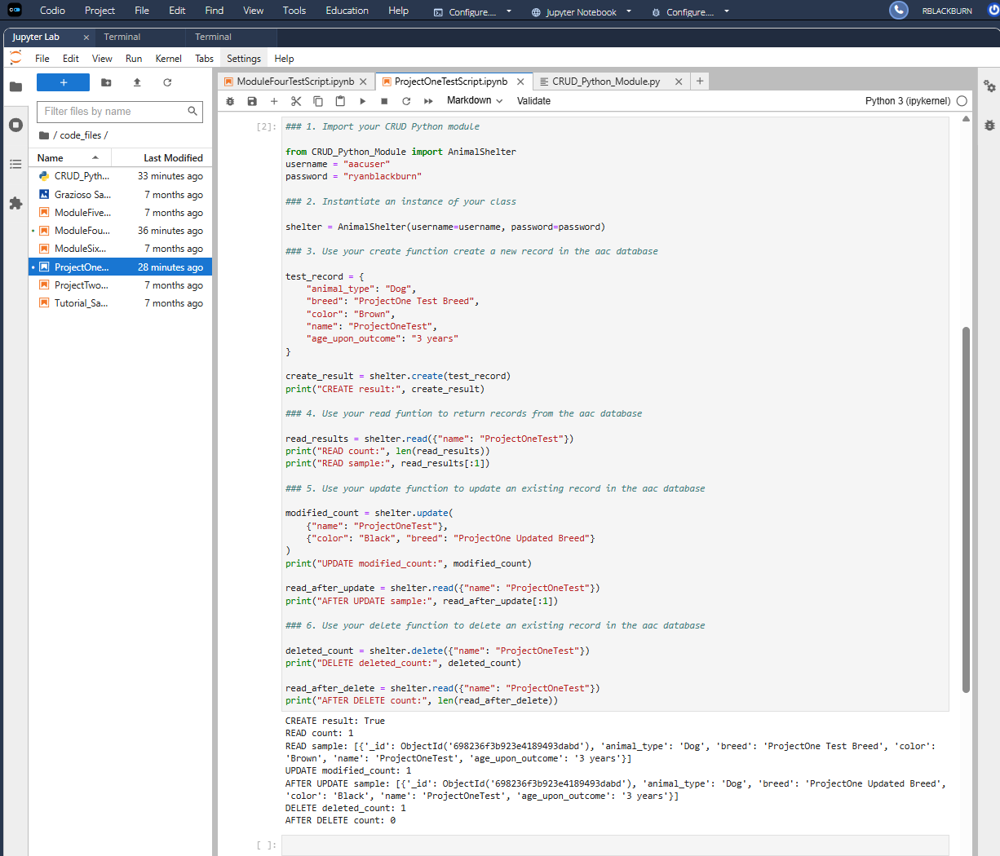 Codio Project File Edit Find View Tools Education Help Configure.... Jupyter Notebook Configure.... RBLACKBURN
Jupyter Lab × Terminal Terminal
File Edit View Run Kernel Tabs Settings Help
+ ModuleFourTestScript.ipynb × ProjectOneTestScript.ipynb × CRUD_Python_Module.py × +
Markdown Validate Python 3 (ipykernel)
Filter files by name
/ code_files /
Name Last Modified
CRUD_Pyth... 33 minutes ago
Grazioso Sa... 7 months ago
ModuleFive... 7 months ago
ModuleFou... 36 minutes ago
ModuleSix... 7 months ago
ProjectOne... 28 minutes ago
ProjectTwo... 7 months ago
Tutorial_Sa... 7 months ago
[2]: ### 1. Import your CRUD Python module
from CRUD_Python_Module import AnimalShelter
username = "aacuser"
password = "ryanblackburn"
### 2. Instantiate an instance of your class
shelter = AnimalShelter(username=username, password=password)
### 3. Use your create function create a new record in the aac database
test_record = {
    "animal_type": "Dog",
    "breed": "ProjectOne Test Breed",
    "color": "Brown",
    "name": "ProjectOneTest",
    "age_upon_outcome": "3 years"
}
create_result = shelter.create(test_record)
print("CREATE result:", create_result)
### 4. Use your read funtion to return records from the aac database
read_results = shelter.read({"name": "ProjectOneTest"})
print("READ count:", len(read_results))
print("READ sample:", read_results[:1])
### 5. Use your update function to update an existing record in the aac database
modified_count = shelter.update(
    {"name": "ProjectOneTest"},
    {"color": "Black", "breed": "ProjectOne Updated Breed"}
)
print("UPDATE modified_count:", modified_count)
read_after_update = shelter.read({"name": "ProjectOneTest"})
print("AFTER UPDATE sample:", read_after_update[:1])
### 6. Use your delete function to delete an existing record in the aac database
deleted_count = shelter.delete({"name": "ProjectOneTest"})
print("DELETE deleted_count:", deleted_count)
read_after_delete = shelter.read({"name": "ProjectOneTest"})
print("AFTER DELETE count:", len(read_after_delete))
CREATE result: True
READ count: 1
READ sample: [{'_id': ObjectId('698236f3b923e4189493dabd'), 'animal_type': 'Dog', 'breed': 'ProjectOne Test Breed', 'color':
'Brown', 'name': 'ProjectOneTest', 'age_upon_outcome': '3 years'}]
UPDATE modified_count: 1
AFTER UPDATE sample: [{'_id': ObjectId('698236f3b923e4189493dabd'), 'animal_type': 'Dog', 'breed': 'ProjectOne Updated Breed',
'color': 'Black', 'name': 'ProjectOneTest', 'age_upon_outcome': '3 years'}]
DELETE deleted_count: 1
AFTER DELETE count: 0
[ ]: